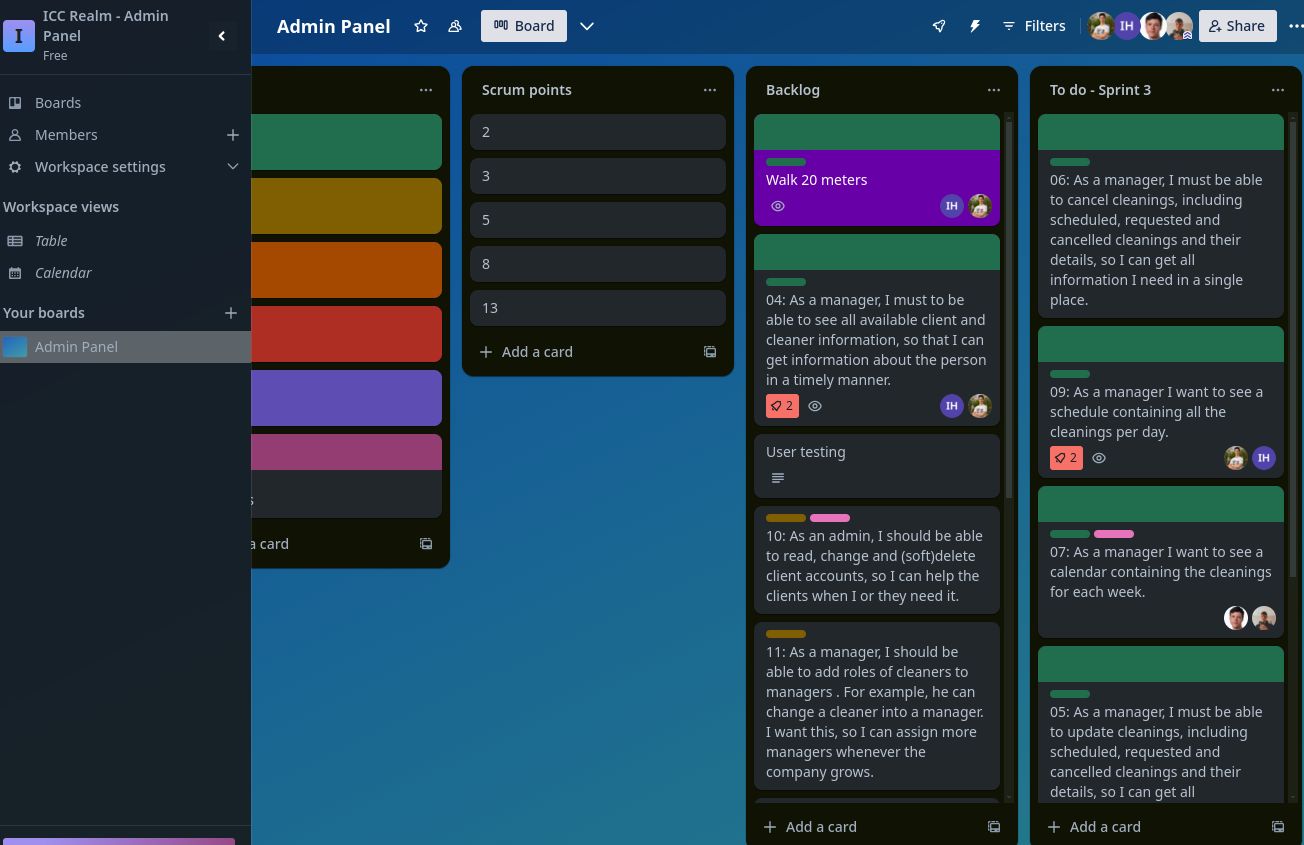 ICC Realm - Admin
Panel
Free
I
Boards
Members
Workspace settings
Workspace views
Table
Calendar
Your boards
Admin Panel
Admin Panel
Board
Filters
IH
Share
s
a card
Scrum points
2
3
5
8
13
Add a card
Backlog
Walk 20 meters
IH
04: As a manager, I must to be
able to see all available client and
cleaner information, so that I can
get information about the person
in a timely manner.
2
IH
User testing
10: As an admin, I should be able
to read, change and (soft)delete
client accounts, so I can help the
clients when I or they need it.
11: As a manager, I should be
able to add roles of cleaners to
managers . For example, he can
change a cleaner into a manager.
I want this, so I can assign more
managers whenever the
company grows.
Add a card
To do - Sprint 3
06: As a manager, I must be able
to cancel cleanings, including
scheduled, requested and
cancelled cleanings and their
details, so I can get all
information I need in a single
place.
09: As a manager I want to see a
schedule containing all the
cleanings per day.
2
IH
07: As a manager I want to see a
calendar containing the cleanings
for each week.
05: As a manager, I must be able
to update cleanings, including
scheduled, requested and
cancelled cleanings and their
details, so I can get all
Add a card